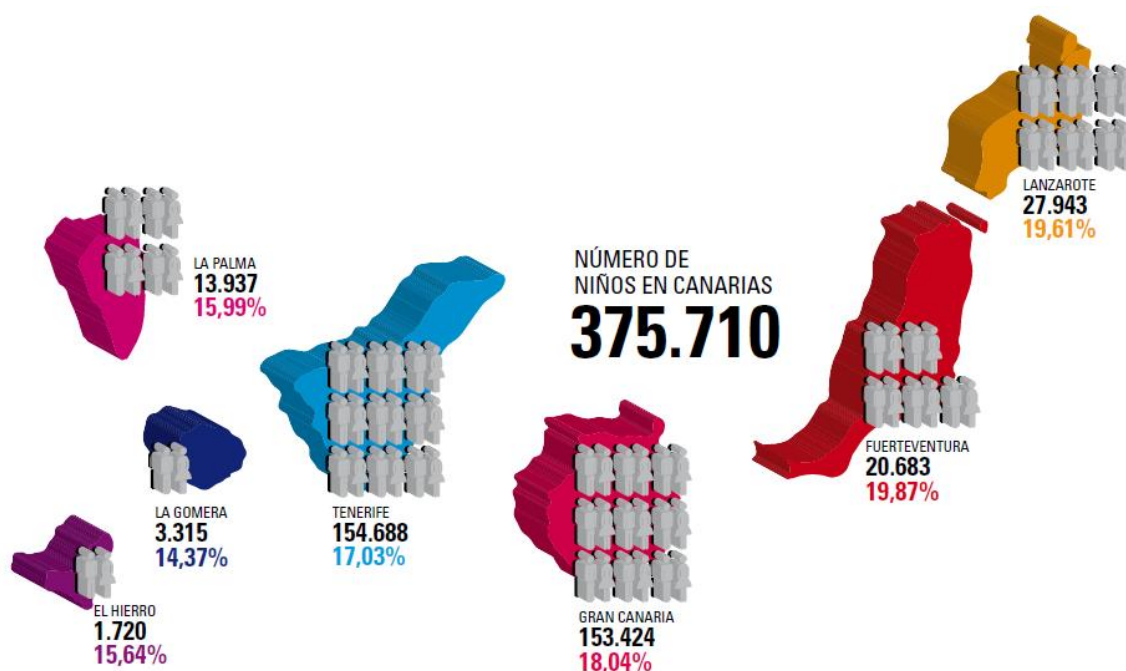 LANZAROTE
27.943
19,61%
LA PALMA
13.937
15,99%
NÚMERO DE
NIÑOS EN CANARIAS
375.710
FUERTEVENTURA
20.683
19,87%
LA GOMERA
3.315
14,37%
TENERIFE
154.688
17,03%
EL HIERRO
1.720
15,64%
GRAN CANARIA
153.424
18,04%